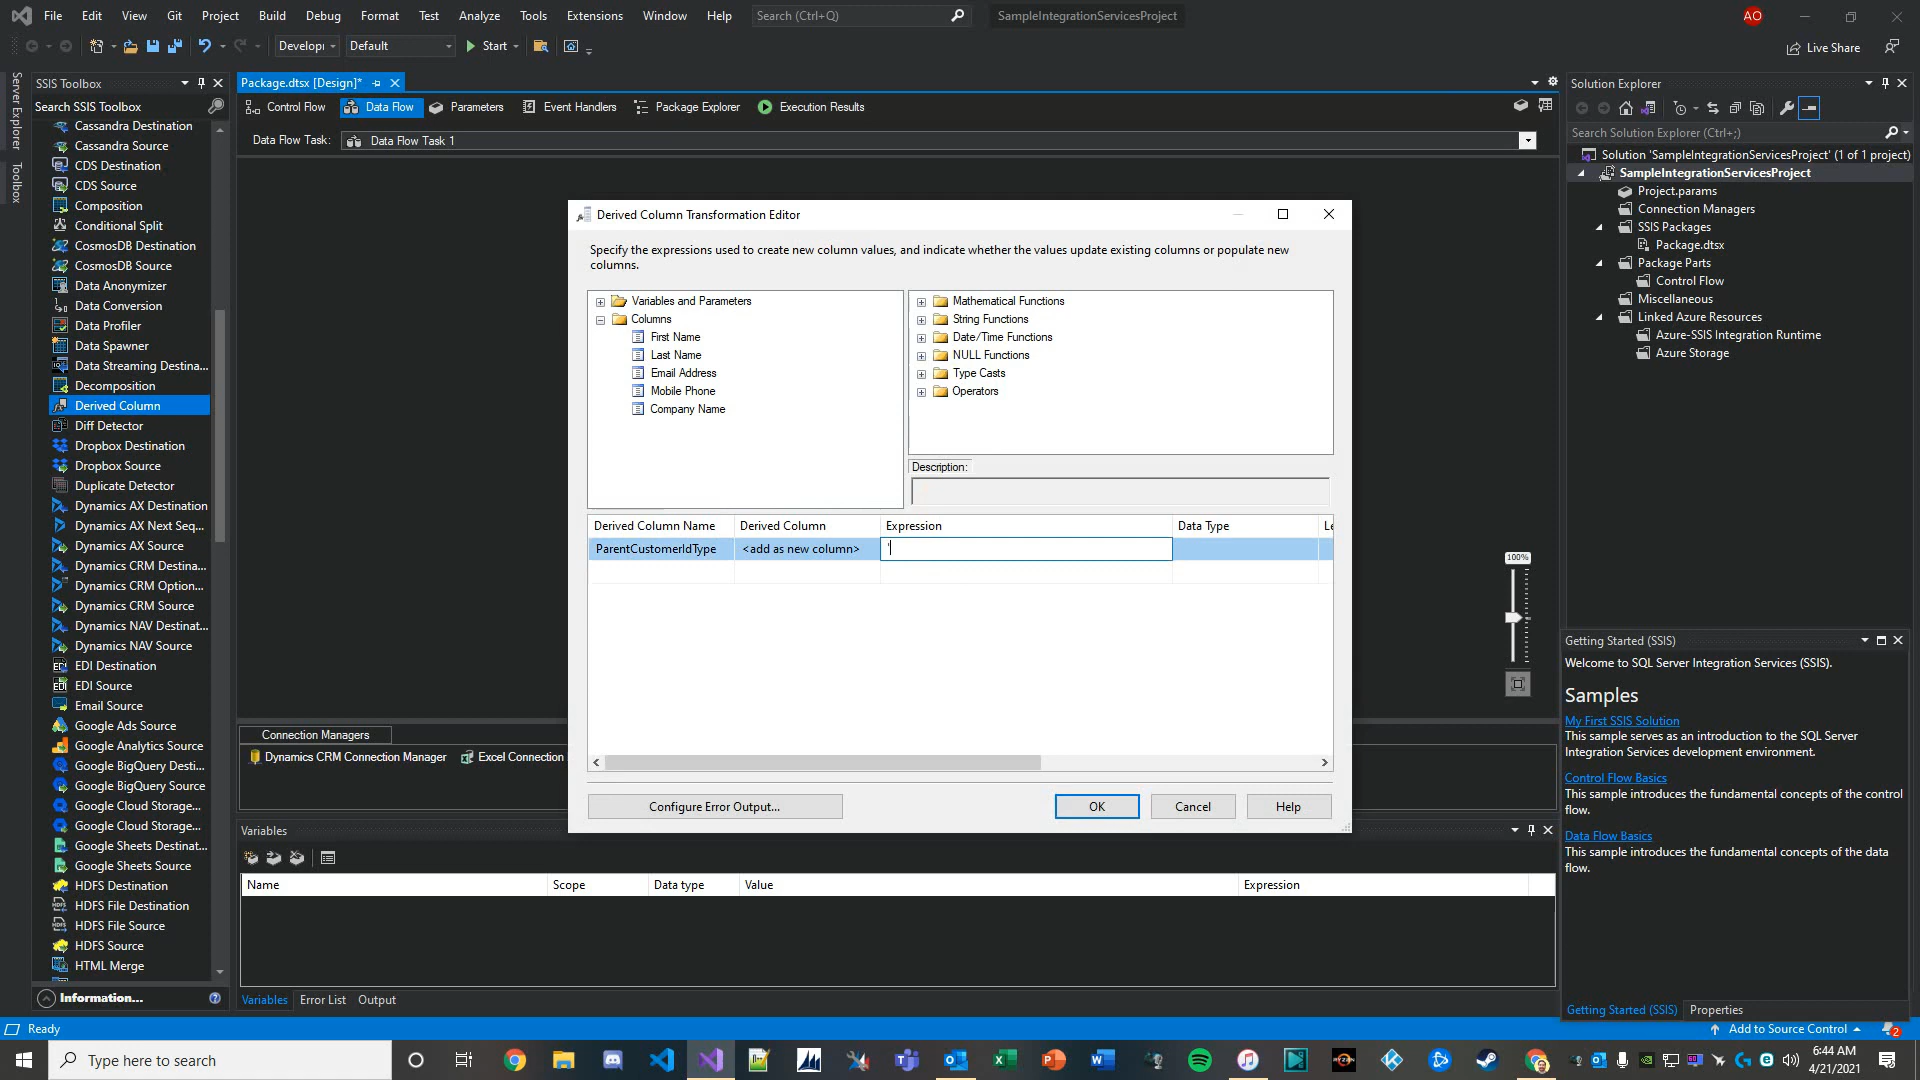 File Edit View Git Project Build Debug Format Test Analyze Tools Extensions Window Help Search (Ctrl+Q) SampleIntegrationServicesProject AO
Developi Default Start Live Share
Server Explorer
Toolbox
SSIS Toolbox
Search SSIS Toolbox
Cassandra Destination
Cassandra Source
CDS Destination
CDS Source
Composition
Conditional Split
CosmosDB Destination
CosmosDB Source
Data Anonymizer
Data Conversion
Data Profiler
Data Spawner
Data Streaming Destina...
Decomposition
Derived Column
Diff Detector
Dropbox Destination
Dropbox Source
Duplicate Detector
Dynamics AX Destination
Dynamics AX Next Seq...
Dynamics AX Source
Dynamics CRM Destina...
Dynamics CRM Option...
Dynamics CRM Source
Dynamics NAV Destinat...
Dynamics NAV Source
EDI Destination
EDI Source
Email Source
Google Ads Source
Google Analytics Source
Google BigQuery Desti...
Google BigQuery Source
Google Cloud Storage...
Google Cloud Storage...
Google Sheets Destinat...
Google Sheets Source
HDFS Destination
HDFS File Destination
HDFS File Source
HDFS Source
HTML Merge
Information...
Package.dtsx [Design]*
Control Flow Data Flow Parameters Event Handlers Package Explorer Execution Results
Data Flow Task: Data Flow Task 1
Derived Column Transformation Editor
Specify the expressions used to create new column values, and indicate whether the values update existing columns or populate new
columns.
Variables and Parameters
Columns
First Name
Last Name
Email Address
Mobile Phone
Company Name
Mathematical Functions
String Functions
Date/Time Functions
NULL Functions
Type Casts
Operators
Description:
Derived Column Name Derived Column Expression Data Type Le
ParentCustomerIdType <add as new column> '
Configure Error Output... OK Cancel Help
100%
Connection Managers
Dynamics CRM Connection Manager Excel Connection
Variables
Name Scope Data type Value Expression
Variables Error List Output
Solution Explorer
Search Solution Explorer (Ctrl+;)
Solution 'SampleIntegrationServicesProject' (1 of 1 project)
SampleIntegrationServicesProject
Project.params
Connection Managers
SSIS Packages
Package.dtsx
Package Parts
Control Flow
Miscellaneous
Linked Azure Resources
Azure-SSIS Integration Runtime
Azure Storage
Getting Started (SSIS)
Welcome to SQL Server Integration Services (SSIS).
Samples
My First SSIS Solution
This sample serves as an introduction to the SQL Server
Integration Services development environment.
Control Flow Basics
This sample introduces the fundamental concepts of the control
flow.
Data Flow Basics
This sample introduces the fundamental concepts of the data
flow.
Getting Started (SSIS) Properties
Ready Add to Source Control 2
Type here to search
6:44 AM
4/21/2021